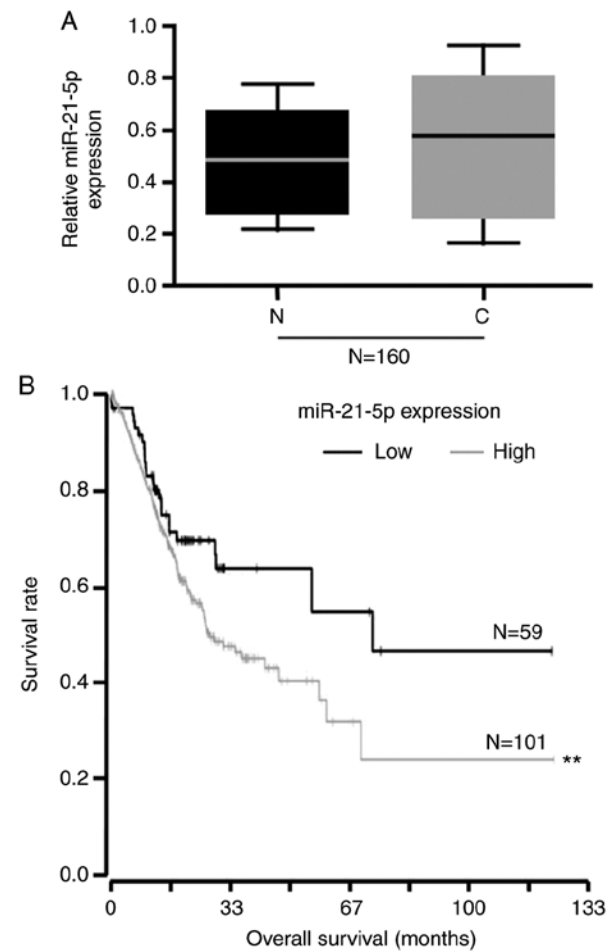 A
Relative miR-21-5p
expression
1.0
0.8
0.6
0.4
0.2
0.0
N
C
N=160
B
Survival rate
1.0
0.8
0.6
0.4
0.2
0.0
miR-21-5p expression
Low
High
N=59
N=101
**
0
33
67
100
133
Overall survival (months)